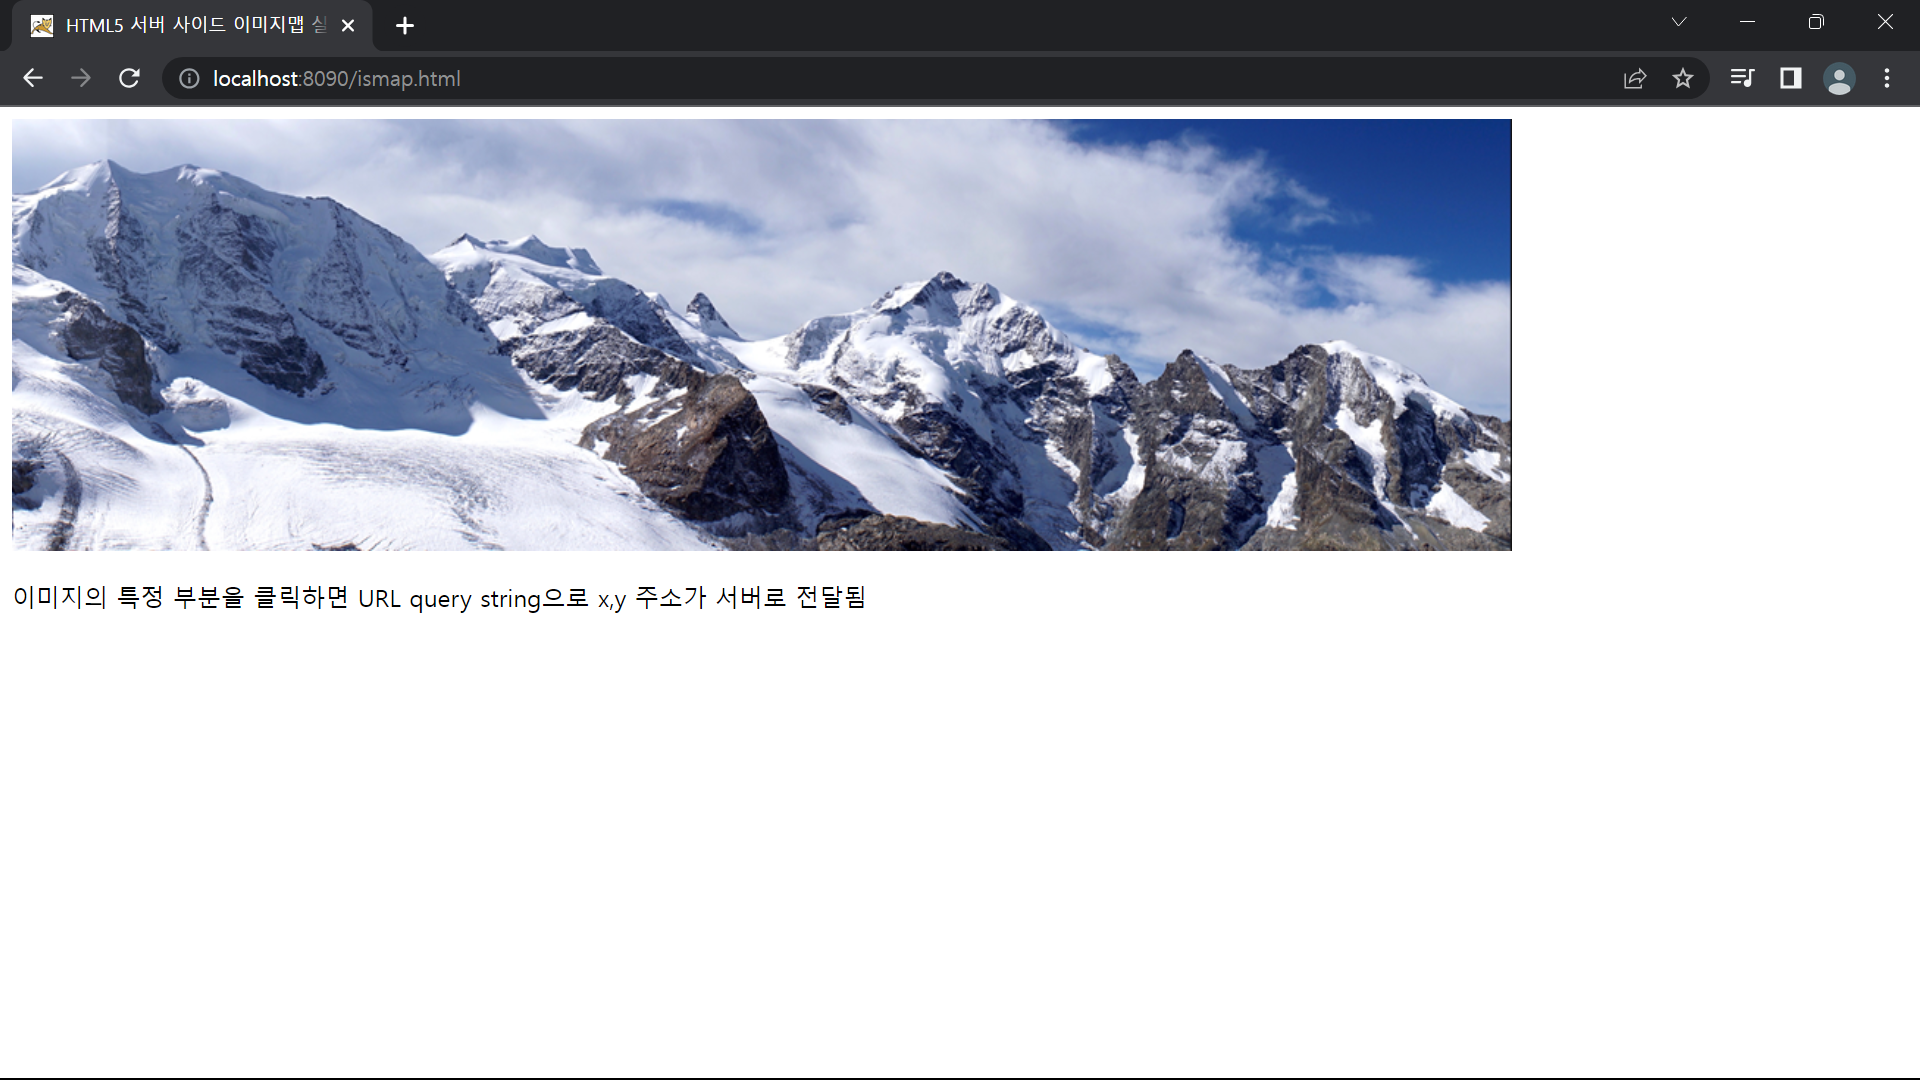 HTML5 서버 사이드 이미지맵 실
localhost:8090/ismap.html
이미지의 특정 부분을 클릭하면 URL query string으로 x,y 주소가 서버로 전달됨